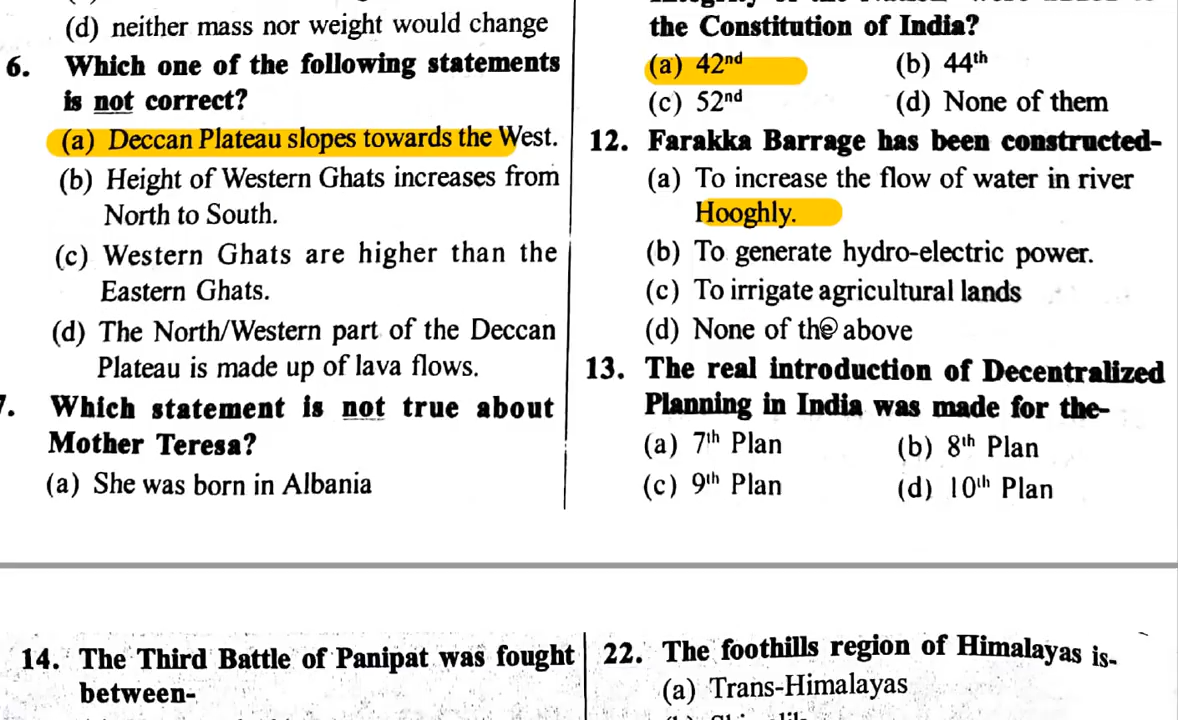 (d) neither mass nor weight would change
6. Which one of the following statements
is not correct?
(a) Deccan Plateau slopes towards the West.
(b) Height of Western Ghats increases from
North to South.
(c) Western Ghats are higher than the
Eastern Ghats.
(d) The North/Western part of the Deccan
Plateau is made up of lava flows.
7. Which statement is not true about
Mother Teresa?
(a) She was born in Albania
the Constitution of India?
(a) 42nd (b) 44th
(c) 52nd (d) None of them
12. Farakka Barrage has been constructed-
(a) To increase the flow of water in river
Hooghly.
(b) To generate hydro-electric power.
(c) To irrigate agricultural lands
(d) None of the above
13. The real introduction of Decentralized
Planning in India was made for the-
(a) 7th Plan (b) 8th Plan
(c) 9th Plan (d) 10th Plan
14. The Third Battle of Panipat was fought
between-
22. The foothills region of Himalayas is-
(a) Trans-Himalayas